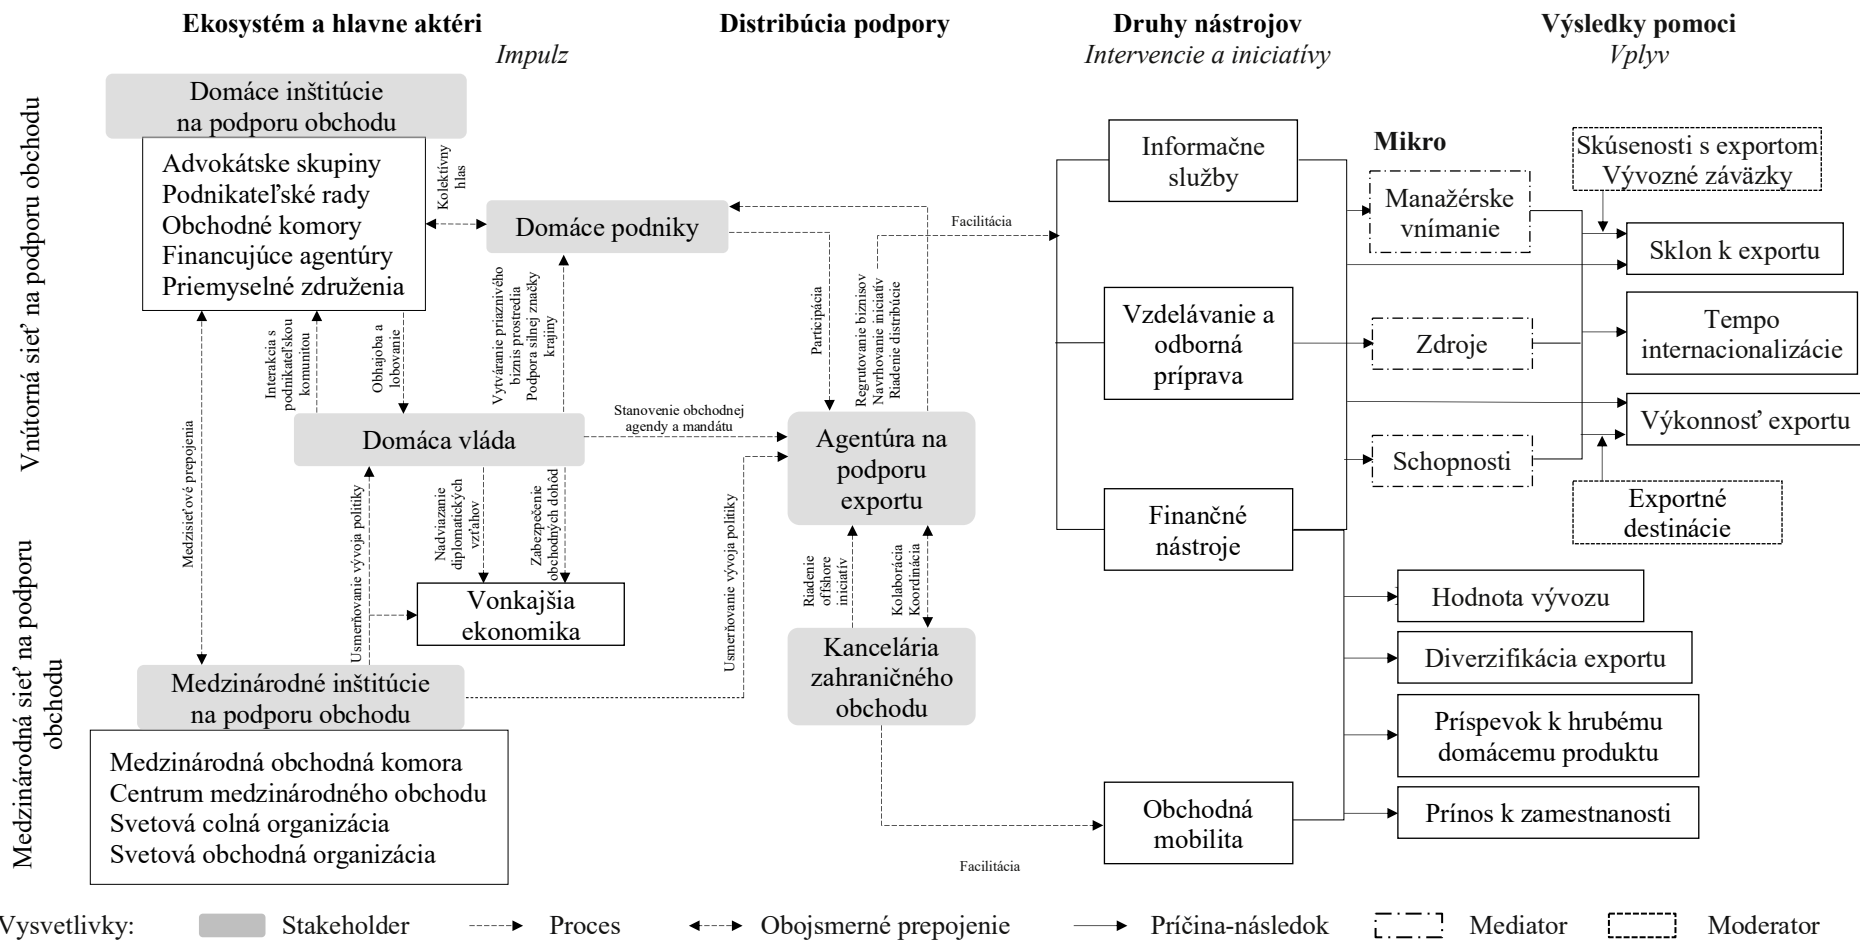 Ekosystém a hlavne aktéri
Impulz
Distribúcia podpory
Druhy nástrojov
Intervencie a iniciatívy
Výsledky pomoci
Vplyv
Vnútorná sieť na podporu obchodu
Medzinárodná sieť na podporu
obchodu
Domáce inštitúcie
na podporu obchodu
Advokátske skupiny
Podnikateľské rady
Obchodné komory
Financujúce agentúry
Priemyselné združenia
Kolektívny
hlas
Domáce podniky
Interakcia s
podnikateľskou
komunitou
Obhajoba a
lobovanie
Vytváranie priaznivého
biznis prostredia
Podpora silnej značky
krajiny
Medzisieťové prepojenia
Domáca vláda
Stanovenie obchodnej
agendy a mandátu
Usmerňovanie vývoja politiky
Nadviazanie
diplomatických
vzťahov
Zabezpečenie
obchodných dohôd
Vonkajšia
ekonomika
Medzinárodné inštitúcie
na podporu obchodu
Medzinárodná obchodná komora
Centrum medzinárodného obchodu
Svetová colná organizácia
Svetová obchodná organizácia
Usmerňovanie vývoja politiky
Participácia
Regrutovanie biznisov
Navrhovanie iniciatív
Riadenie distribúcie
Facilitácia
Agentúra na
podporu
exportu
Riadenie
offshore
iniciatív
Kolaborácia
Koordinácia
Kancelária
zahraničného
obchodu
Facilitácia
Informačne
služby
Vzdelávanie a
odborná
príprava
Finančné
nástroje
Obchodná
mobilita
Mikro
Manažérske
vnímanie
Zdroje
Schopnosti
Skúsenosti s exportom
Vývozné záväzky
Sklon k exportu
Tempo
internacionalizácie
Výkonnosť exportu
Exportné
destinácie
Hodnota vývozu
Diverzifikácia exportu
Príspevok k hrubému
domácemu produktu
Prínos k zamestnanosti
Vysvetlivky:
Stakeholder
Proces
Obojsmerné prepojenie
Príčina-následok
Mediator
Moderator